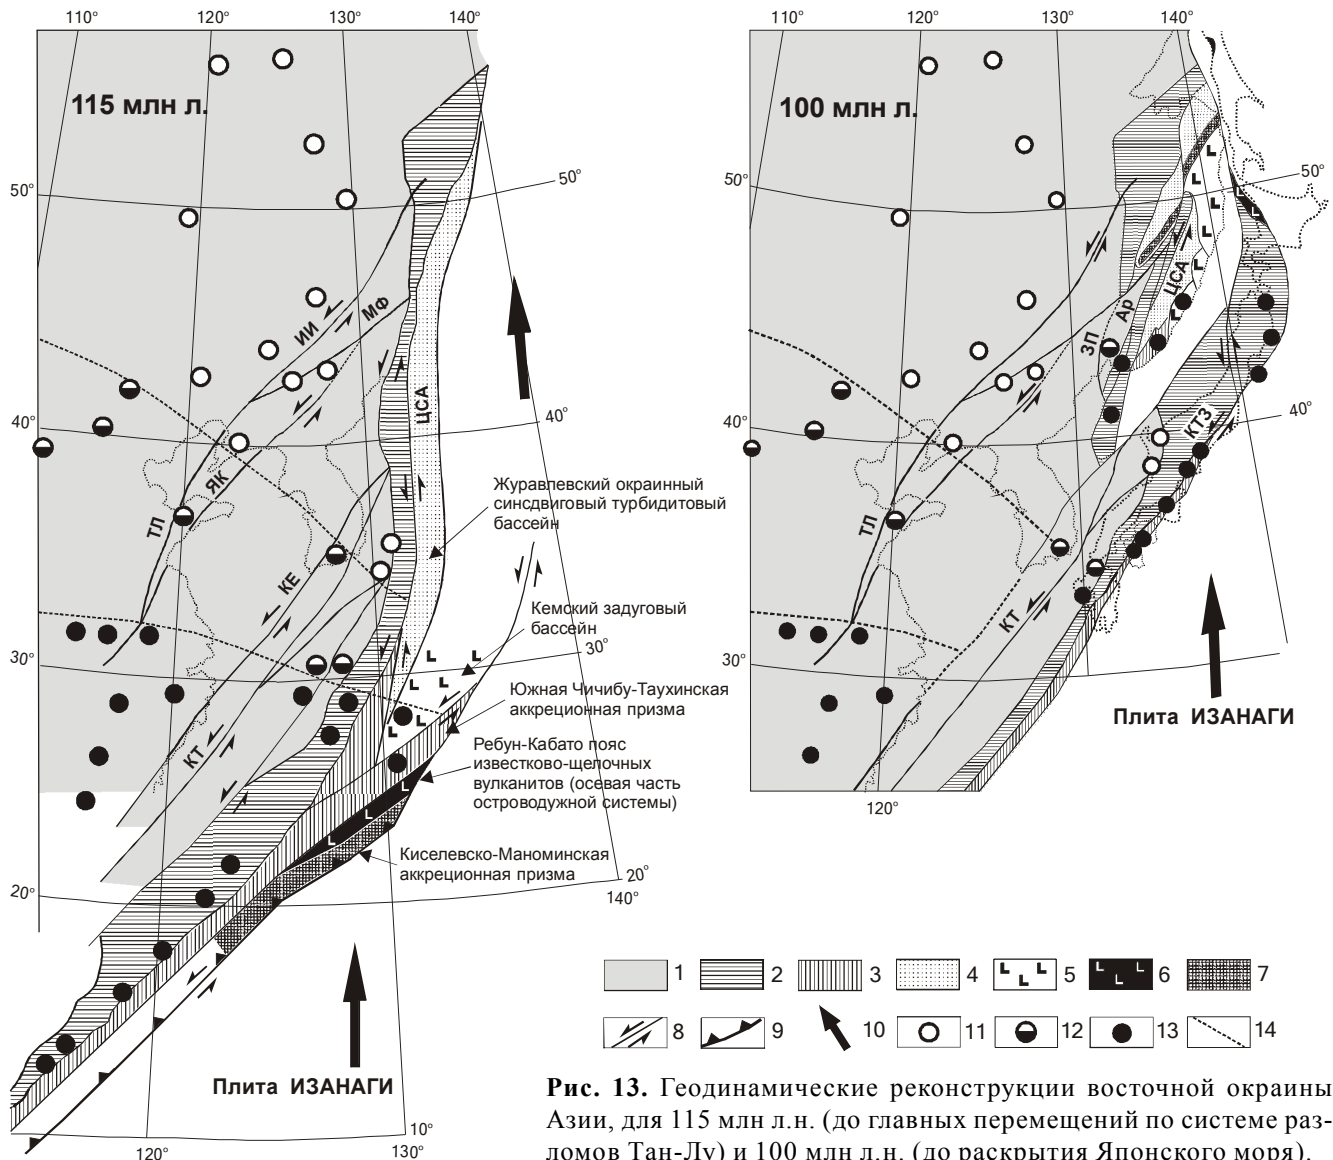 110°
120°
130°
140°
115 млн л.
50°
50°
ИИ
МФ
40°
40°
ЦСА
ЯК
ТЛ
КЕ
Журавлевский окраинный
синсдвиговый турбидитовый
бассейн
Кемский задуговый
бассейн
30°
30°
Южная Чичибу-Таухинская
аккреционная призма
КТ
Ребун-Кабато пояс
известково-щелочных
вулканитов (осевая часть
островодужной системы)
Киселевско-Маноминская
аккреционная призма
20°
20°
140°
Плита ИЗАНАГИ
10°
120°
130°
110°
120°
130°
140°
100 млн л.
50°
50°
ЦСА
Ар
ЗП
40°
40°
КТЗ
ТЛ
КТ
30°
30°
Плита ИЗАНАГИ
120°
1
2
3
4
5
6
7
8
9
10
11
12
13
14
Рис. 13. Геодинамические реконструкции восточной окраины
Азии, для 115 млн л.н. (до главных перемещений по системе раз-
ломов Тан-Лу) и 100 млн л.н. (до раскрытия Японского моря).